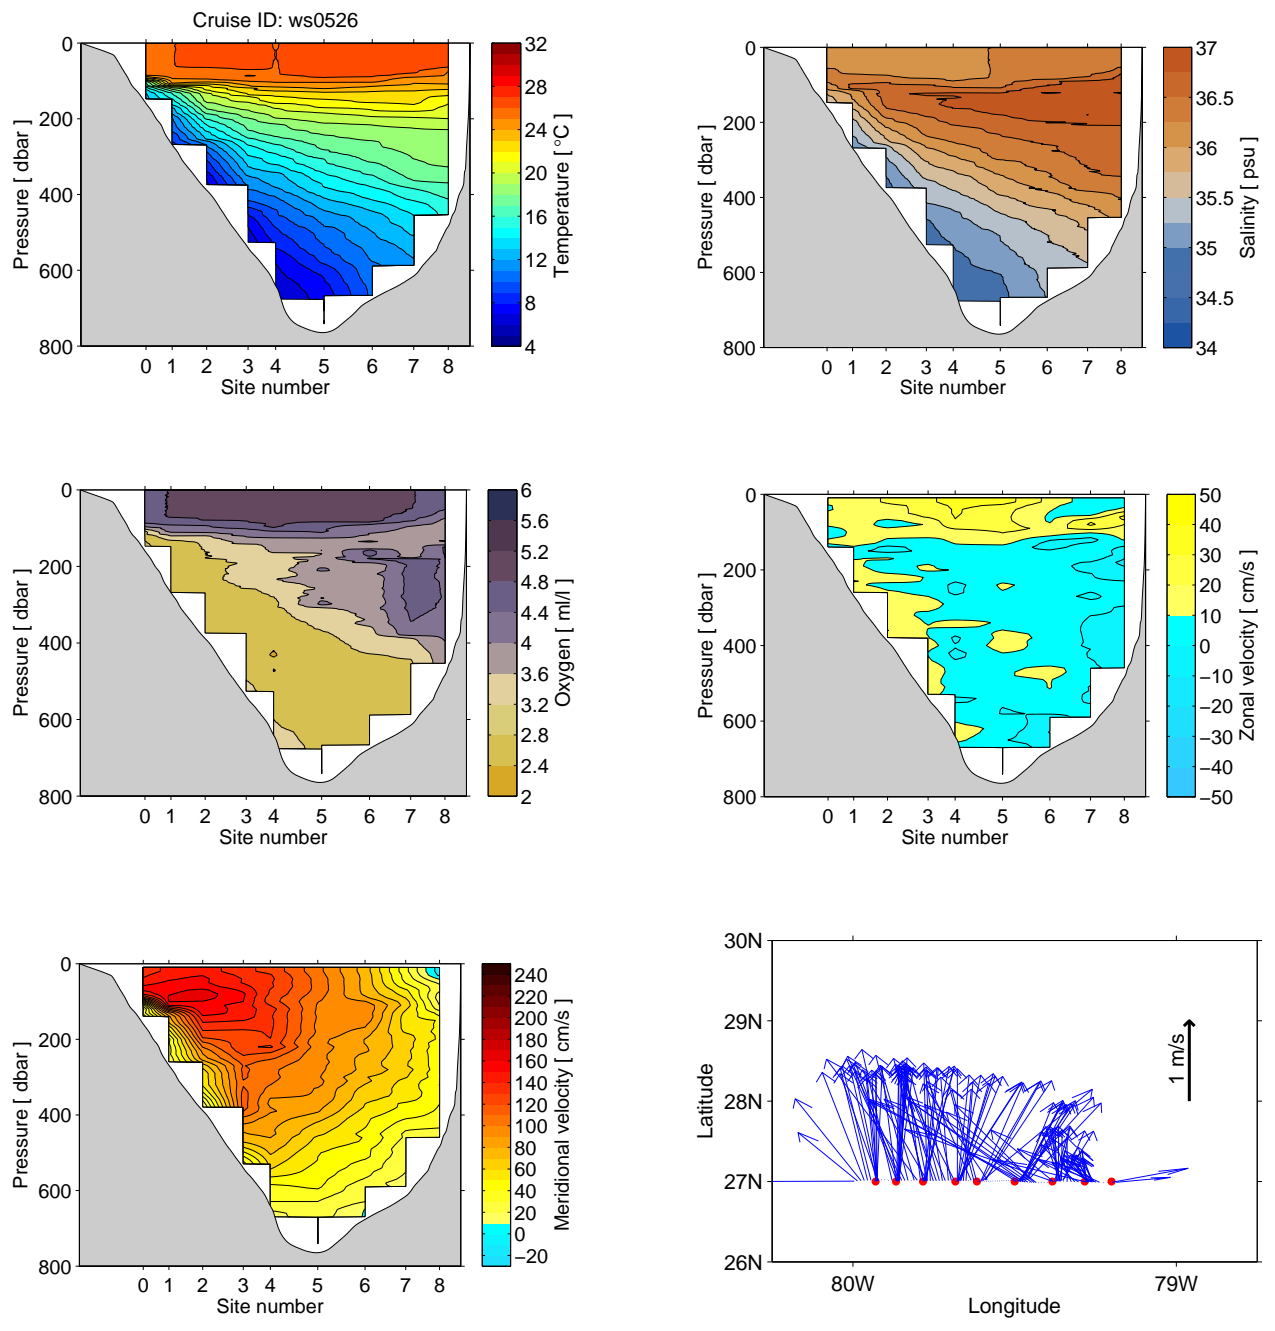 Cruise ID: ws0526
0
200
400
600
800
Pressure [ dbar ]
0 1 2 3 4 5 6 7 8
Site number
32
28
24
20
16
12
8
4
Temperature [ °C ]
0
200
400
600
800
Pressure [ dbar ]
0 1 2 3 4 5 6 7 8
Site number
37
36.5
36
35.5
35
34.5
34
Salinity [ psu ]
0
200
400
600
800
Pressure [ dbar ]
0 1 2 3 4 5 6 7 8
Site number
6
5.6
5.2
4.8
4.4
4
3.6
3.2
2.8
2.4
2
Oxygen [ ml/l ]
0
200
400
600
800
Pressure [ dbar ]
0 1 2 3 4 5 6 7 8
Site number
50
40
30
20
10
0
−10
−20
−30
−40
−50
Zonal velocity [ cm/s ]
0
200
400
600
800
Pressure [ dbar ]
0 1 2 3 4 5 6 7 8
Site number
240
220
200
180
160
140
120
100
80
60
40
20
0
−20
Meridional velocity [ cm/s ]
30N
29N
28N
27N
26N
Latitude
1 m/s
80W 79W
Longitude